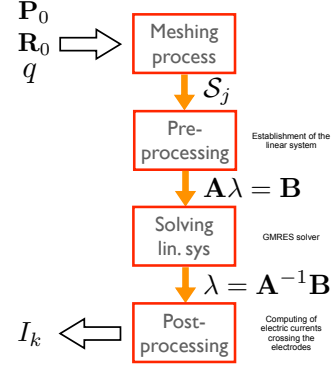 P₀
R₀
q
Meshing
process
𝒮ⱼ
Pre-
processing
Establishment of the
linear system
Aλ = B
Solving
lin. sys
GMRES solver
λ = A⁻¹B
Post-
processing
Computing of
electric currents
crossing the
electrodes
Iₖ